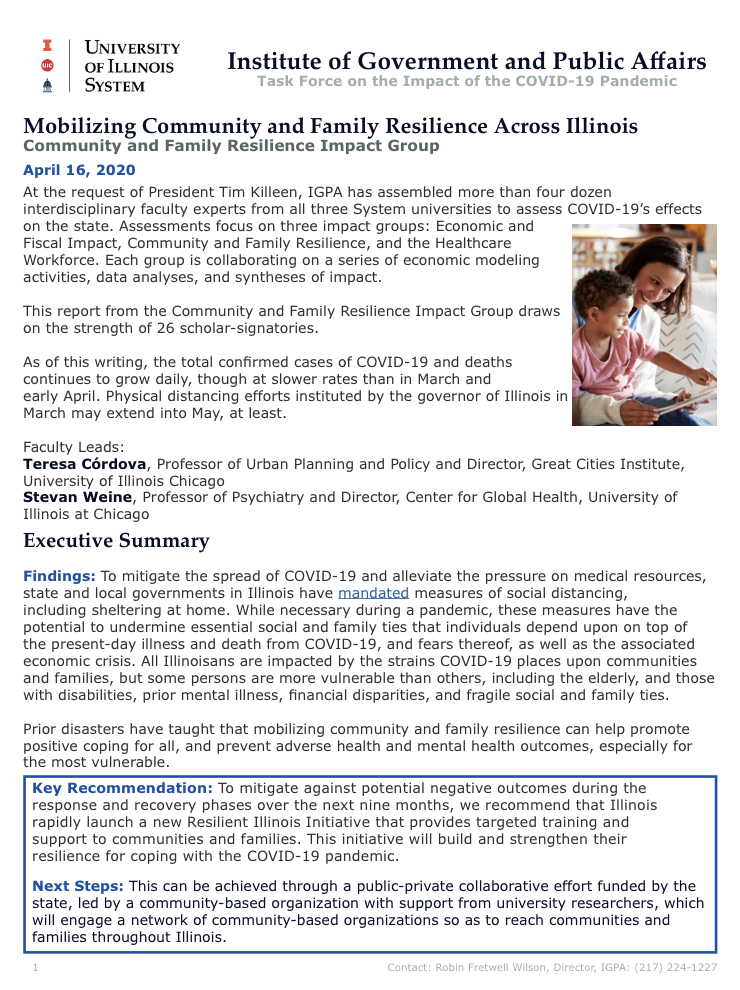 UNIVERSITY
OF ILLINOIS
SYSTEM
Institute of Government and Public Affairs
Task Force on the Impact of the COVID-19 Pandemic
Mobilizing Community and Family Resilience Across Illinois
Community and Family Resilience Impact Group
April 16, 2020
At the request of President Tim Killeen, IGPA has assembled more than four dozen
interdisciplinary faculty experts from all three System universities to assess COVID-19’s effects
on the state. Assessments focus on three impact groups: Economic and
Fiscal Impact, Community and Family Resilience, and the Healthcare
Workforce. Each group is collaborating on a series of economic modeling
activities, data analyses, and syntheses of impact.
This report from the Community and Family Resilience Impact Group draws
on the strength of 26 scholar-signatories.
As of this writing, the total confirmed cases of COVID-19 and deaths
continues to grow daily, though at slower rates than in March and
early April. Physical distancing efforts instituted by the governor of Illinois in
March may extend into May, at least.
Faculty Leads:
Teresa Córdova, Professor of Urban Planning and Policy and Director, Great Cities Institute,
University of Illinois Chicago
Stevan Weine, Professor of Psychiatry and Director, Center for Global Health, University of
Illinois at Chicago
Executive Summary
Findings: To mitigate the spread of COVID-19 and alleviate the pressure on medical resources,
state and local governments in Illinois have mandated measures of social distancing,
including sheltering at home. While necessary during a pandemic, these measures have the
potential to undermine essential social and family ties that individuals depend upon on top of
the present-day illness and death from COVID-19, and fears thereof, as well as the associated
economic crisis. All Illinoisans are impacted by the strains COVID-19 places upon communities
and families, but some persons are more vulnerable than others, including the elderly, and those
with disabilities, prior mental illness, financial disparities, and fragile social and family ties.
Prior disasters have taught that mobilizing community and family resilience can help promote
positive coping for all, and prevent adverse health and mental health outcomes, especially for
the most vulnerable.
Key Recommendation: To mitigate against potential negative outcomes during the
response and recovery phases over the next nine months, we recommend that Illinois
rapidly launch a new Resilient Illinois Initiative that provides targeted training and
support to communities and families. This initiative will build and strengthen their
resilience for coping with the COVID-19 pandemic.
Next Steps: This can be achieved through a public-private collaborative effort funded by the
state, led by a community-based organization with support from university researchers, which
will engage a network of community-based organizations so as to reach communities and
families throughout Illinois.
1
Contact: Robin Fretwell Wilson, Director, IGPA: (217) 224-1227